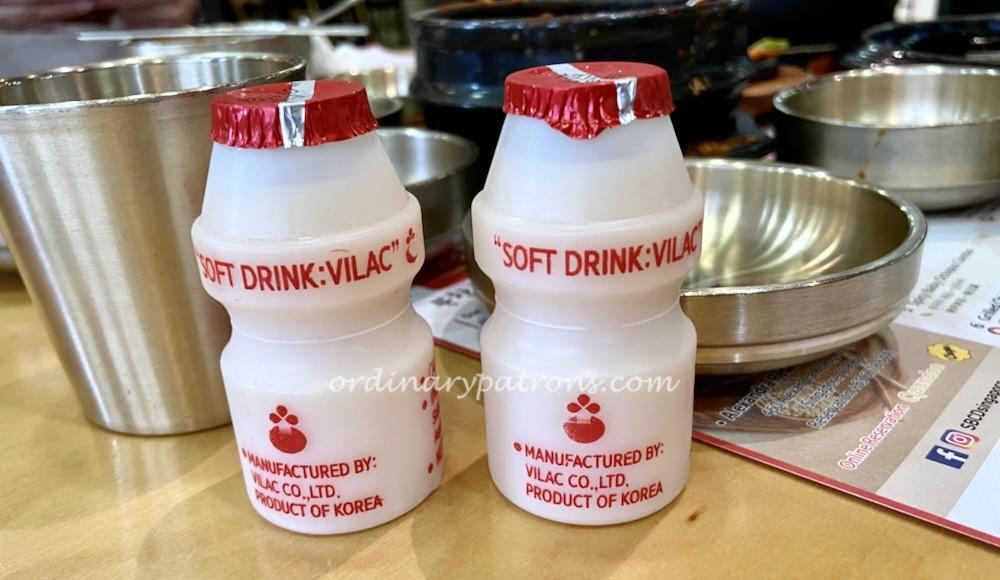 "SOFT DRINK:VILAC"
MANUFACTURED BY:
VILAC CO.,LTD.
PRODUCT OF KOREA
"SOFT DRINK:VILAC"
• MANUFACTURED BY:
VILAC CO.,LTD.
PRODUCT OF KOREA
ordinarypatrons.com
Online Reservation